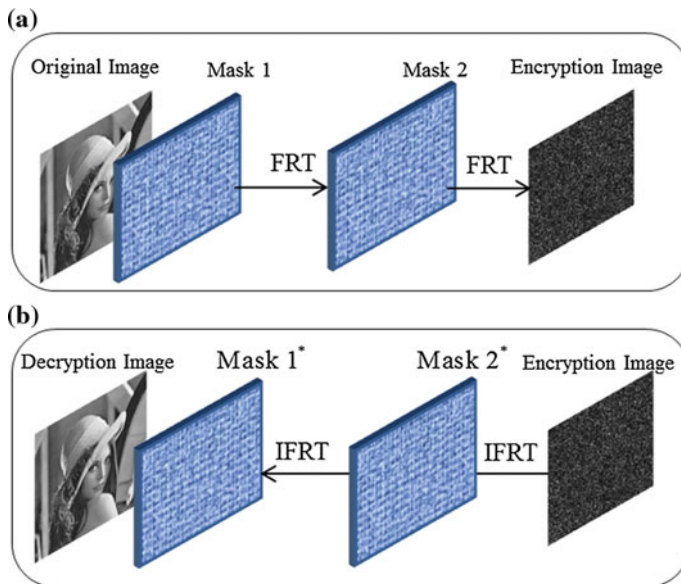 (a)
Original Image
Mask 1
Mask 2
Encryption Image
FRT
FRT
(b)
Decryption Image
Mask 1*
Mask 2*
Encryption Image
IFRT
IFRT